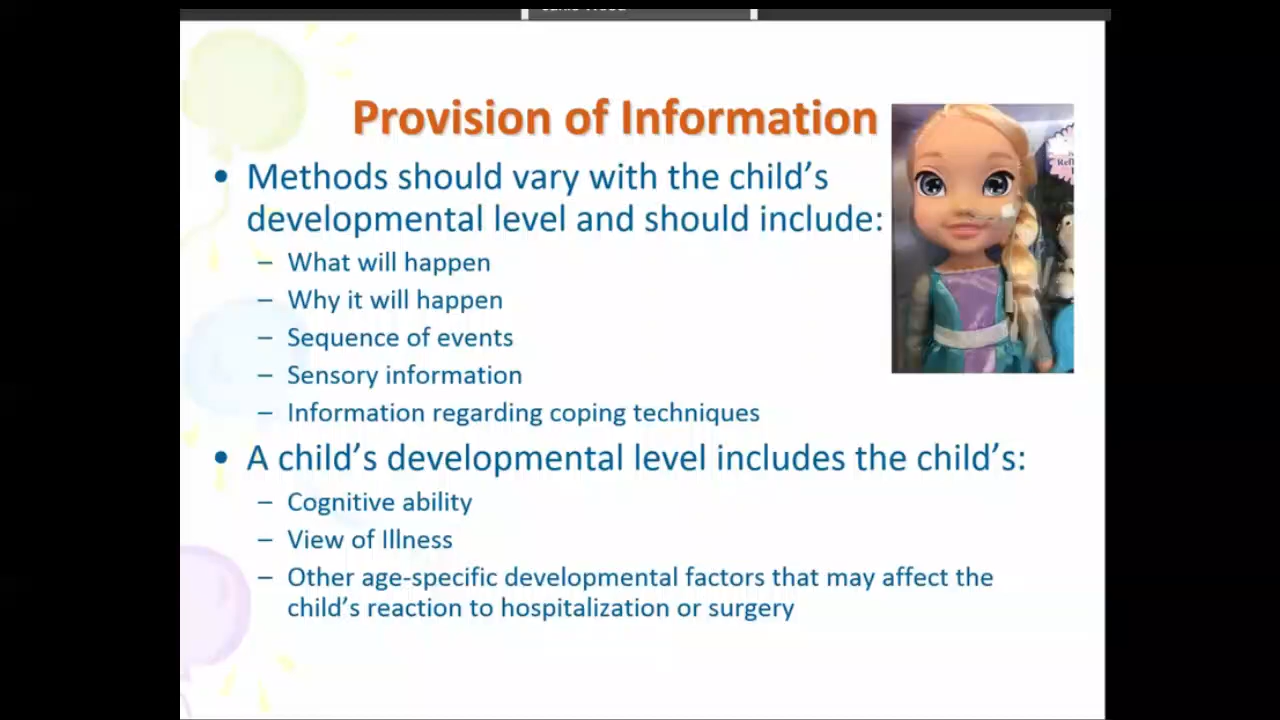 Provision of Information
• Methods should vary with the child's
developmental level and should include:
– What will happen
– Why it will happen
– Sequence of events
– Sensory information
– Information regarding coping techniques
• A child's developmental level includes the child's:
– Cognitive ability
– View of Illness
– Other age-specific developmental factors that may affect the
child's reaction to hospitalization or surgery